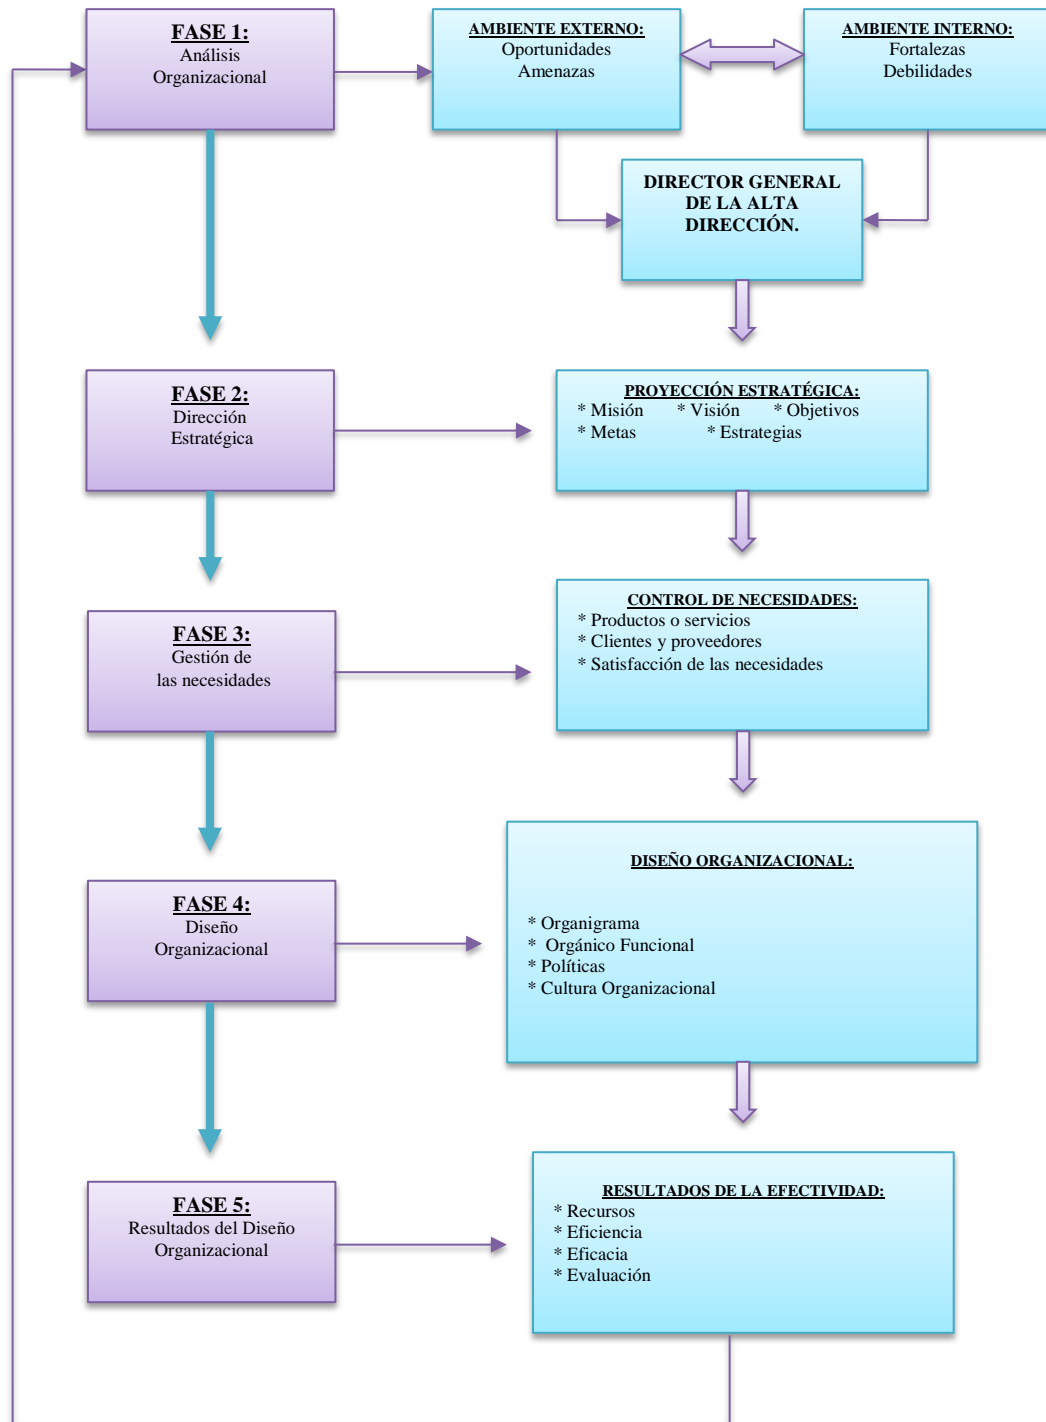 FASE 1:
Análisis
Organizacional
AMBIENTE EXTERNO:
Oportunidades
Amenazas
AMBIENTE INTERNO:
Fortalezas
Debilidades
DIRECTOR GENERAL
DE LA ALTA
DIRECCIÓN.
FASE 2:
Dirección
Estratégica
PROYECCIÓN ESTRATÉGICA:
* Misión * Visión * Objetivos
* Metas * Estrategias
FASE 3:
Gestión de
las necesidades
CONTROL DE NECESIDADES:
* Productos o servicios
* Clientes y proveedores
* Satisfacción de las necesidades
FASE 4:
Diseño
Organizacional
DISEÑO ORGANIZACIONAL:
* Organigrama
* Orgánico Funcional
* Políticas
* Cultura Organizacional
FASE 5:
Resultados del Diseño
Organizacional
RESULTADOS DE LA EFECTIVIDAD:
* Recursos
* Eficiencia
* Eficacia
* Evaluación